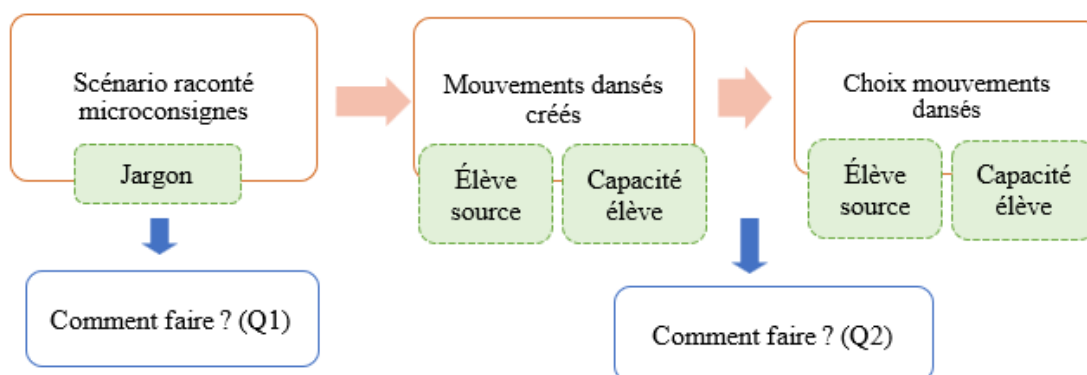 Scénario raconté
microconsignes
Jargon
Comment faire ? (Q1)
Mouvements dansés
créés
Élève
source
Capacité
élève
Comment faire ? (Q2)
Choix mouvements
dansés
Élève
source
Capacité
élève